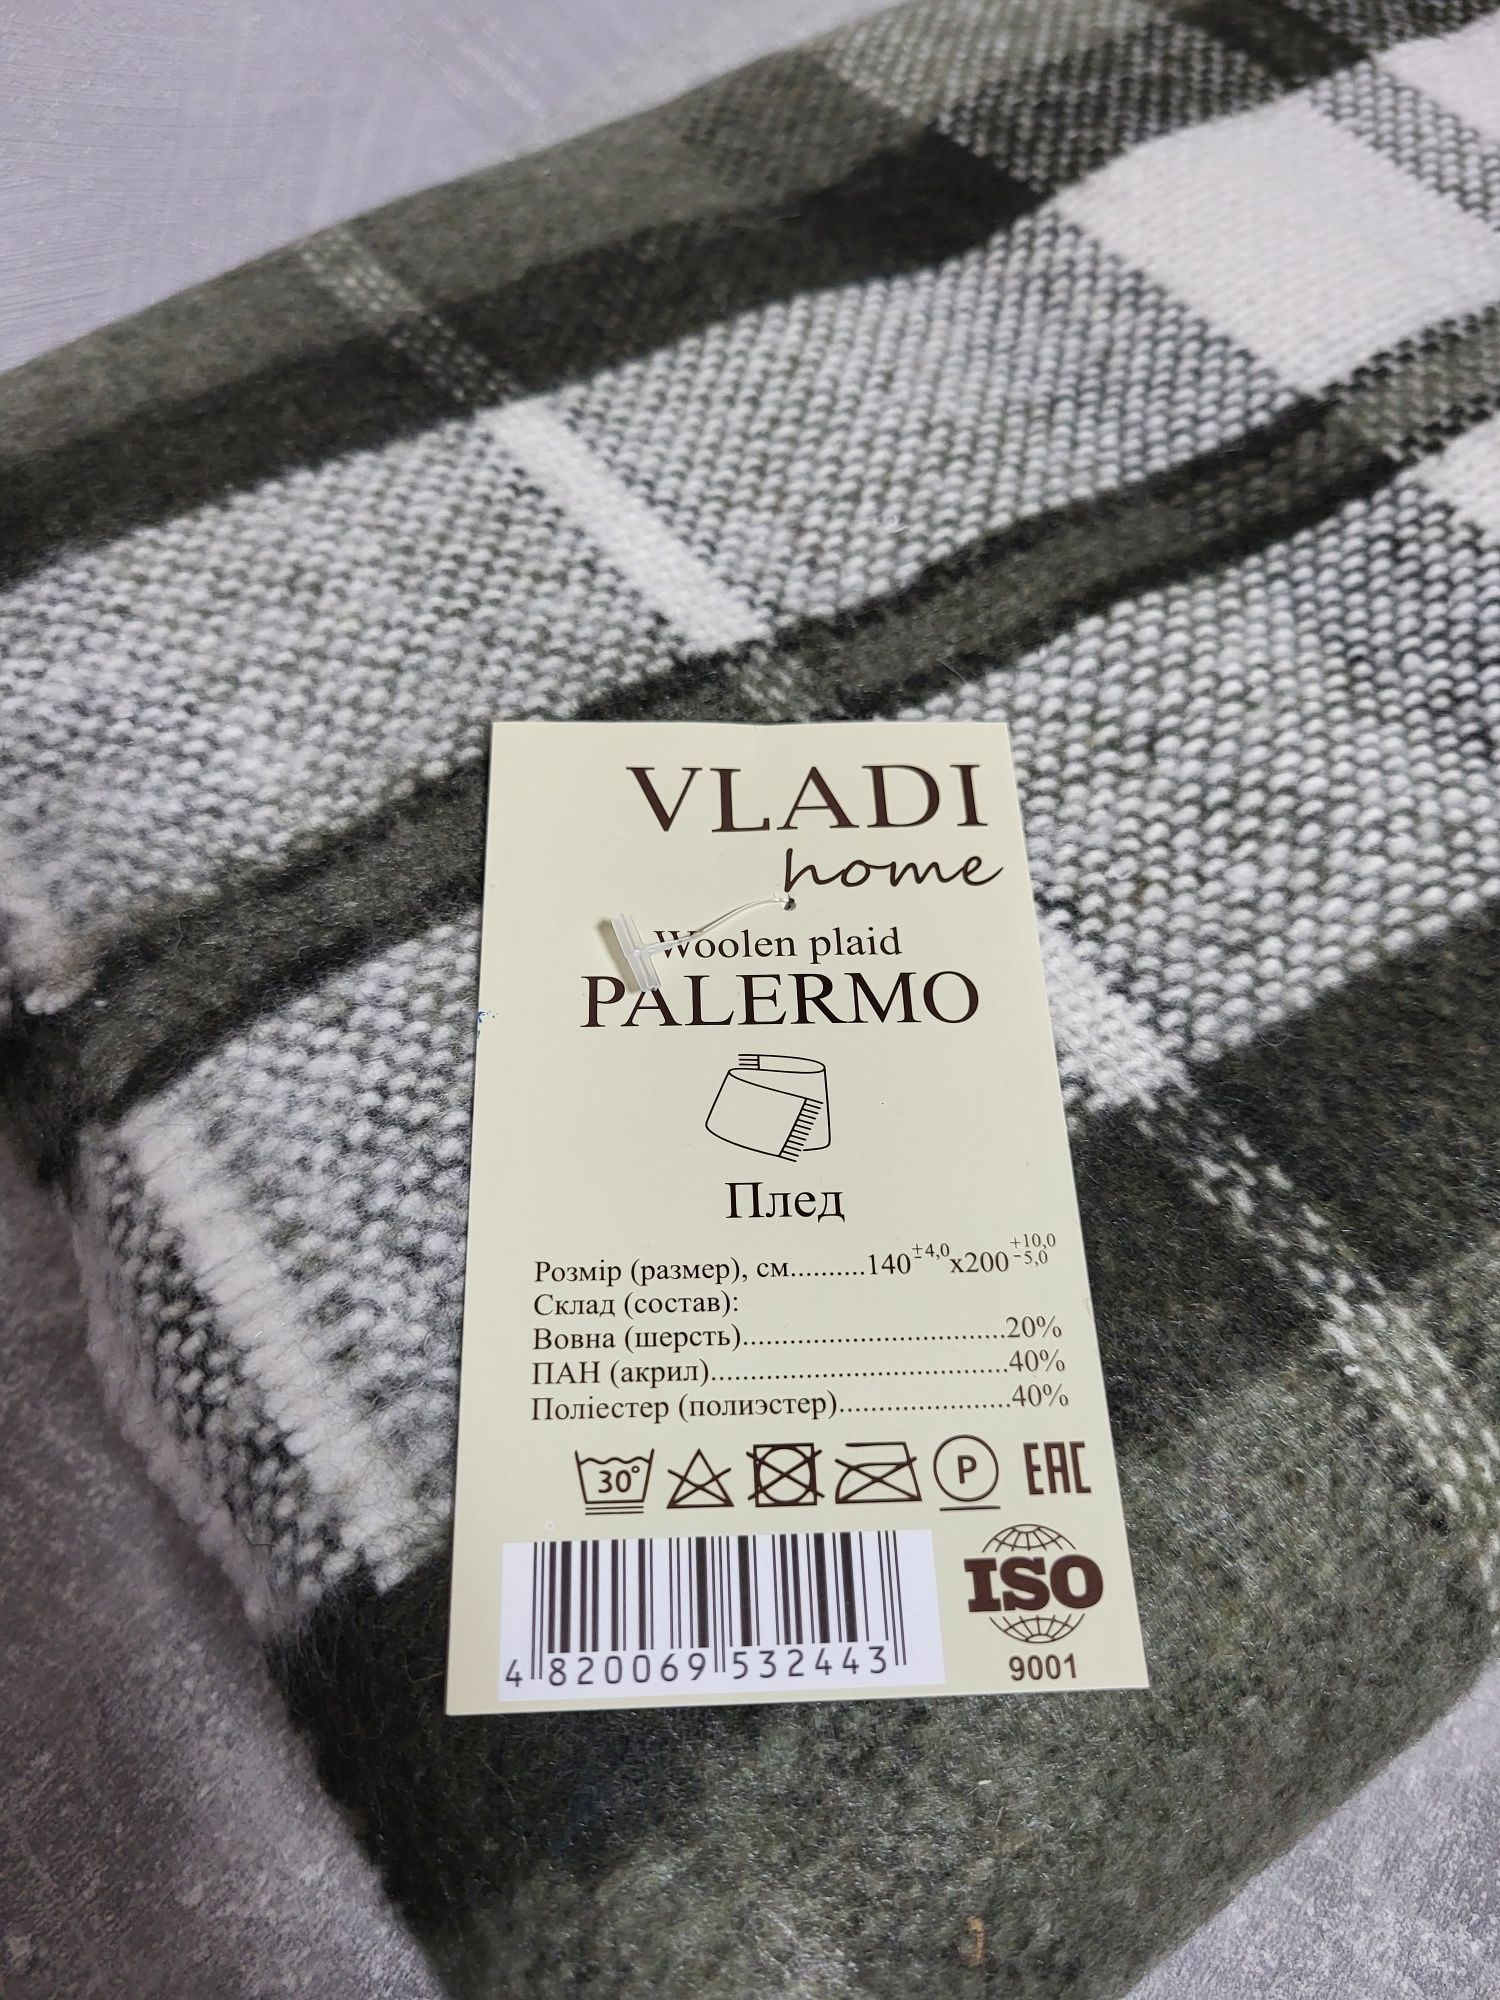 VLADI
home
Woolen plaid
PALERMO
Плед
Розмір (размер), см..........140±4,0х200+10,0-5,0
Склад (состав):
Вовна (шерсть)...................................20%
ПАН (акрил).......................................40%
Поліестер (полиэстер)......................40%
30° P EAC
ISO
9001
4 820069 532443